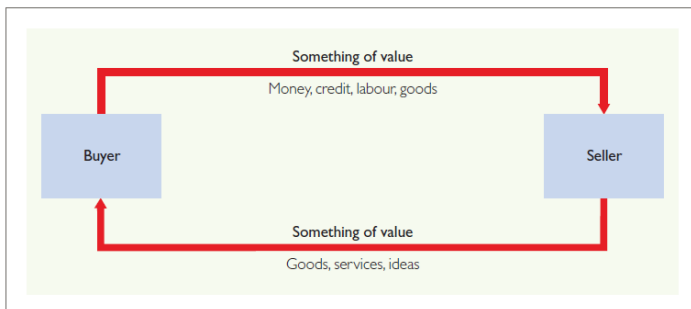 Something of value
Money, credit, labour, goods
Buyer
Seller
Something of value
Goods, services, ideas